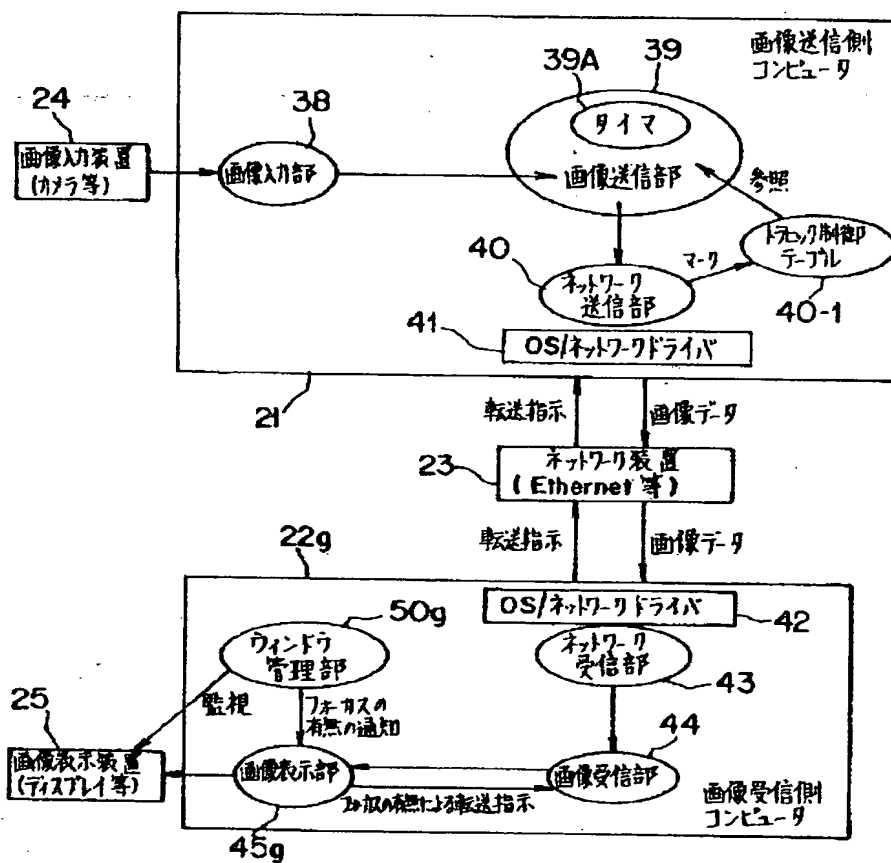 画像送信側
コンピュータ
39A
39
24
38
タイマ
画像入力装置
(カメラ等)
画像入力部
画像送信部
参照
トラヒック制御
テーブル
40
マーク
ネットワーク
送信部
40-1
41
OS/ネットワークドライバ
21
転送指示
画像データ
23
ネットワーク装置
(Ethernet等)
22g
転送指示
画像データ
50g
OS/ネットワークドライバ
42
ウィンドウ
管理部
ネットワーク
受信部
43
25
監視
フォーカスの
有無の通知
44
画像表示装置
(ディスプレイ等)
画像表示部
画像受信部
フォーカスの有無による転送指示
45g
画像受信側
コンピュータ